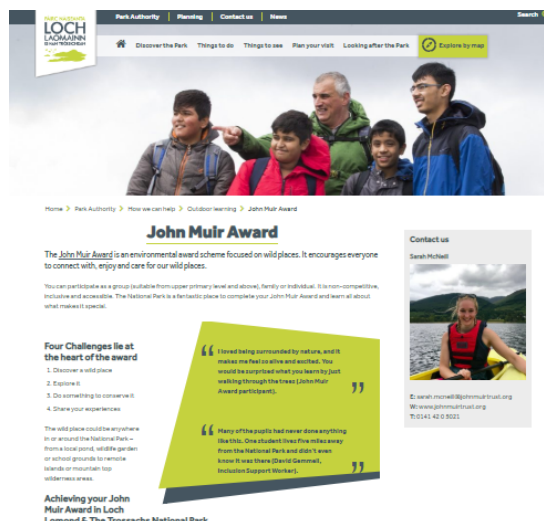 Park Authority | Planning | Contact us | News
Search
PÀIRC NÀISEANTA
LOCH
LAOMAINN
IS NAN TRÒISICHEAN
Discover the Park Things to do Things to see Plan your visit Looking after the Park Explore by map
Home > Park Authority > How we can help > Outdoor learning > John Muir Award
John Muir Award
The John Muir Award is an environmental award scheme focused on wild places. It encourages everyone
to connect with, enjoy and care for our wild places.
You can participate as a group (suitable from upper primary level and above), family or individual. It is non-competitive,
inclusive and accessible. The National Park is a fantastic place to complete your John Muir Award and learn all about
what makes it special.
Four Challenges lie at
the heart of the award
1. Discover a wild place
2. Explore it
3. Do something to conserve it
4. Share your experiences
The wild place could be anywhere
in or around the National Park –
from a local pond, wildlife garden
or school grounds to remote
islands or mountain top
wilderness areas.
Achieving your John
Muir Award in Loch
Lomond & The Trossachs National Park
“ I loved being surrounded by nature, and it
makes me feel so alive and excited. You
would be surprised what you learn by just
walking through the trees (John Muir
Award participant). ”
“ Many of the pupils had never done anything
like this. One student lives five miles away
from the National Park and didn't even
know it was there (David Gemmell,
Inclusion Support Worker). ”
Contact us
Sarah McNeill
E: sarah.mcneill@johnmuirtrust.org
W: www.johnmuirtrust.org
T: 0141 42 0 3021